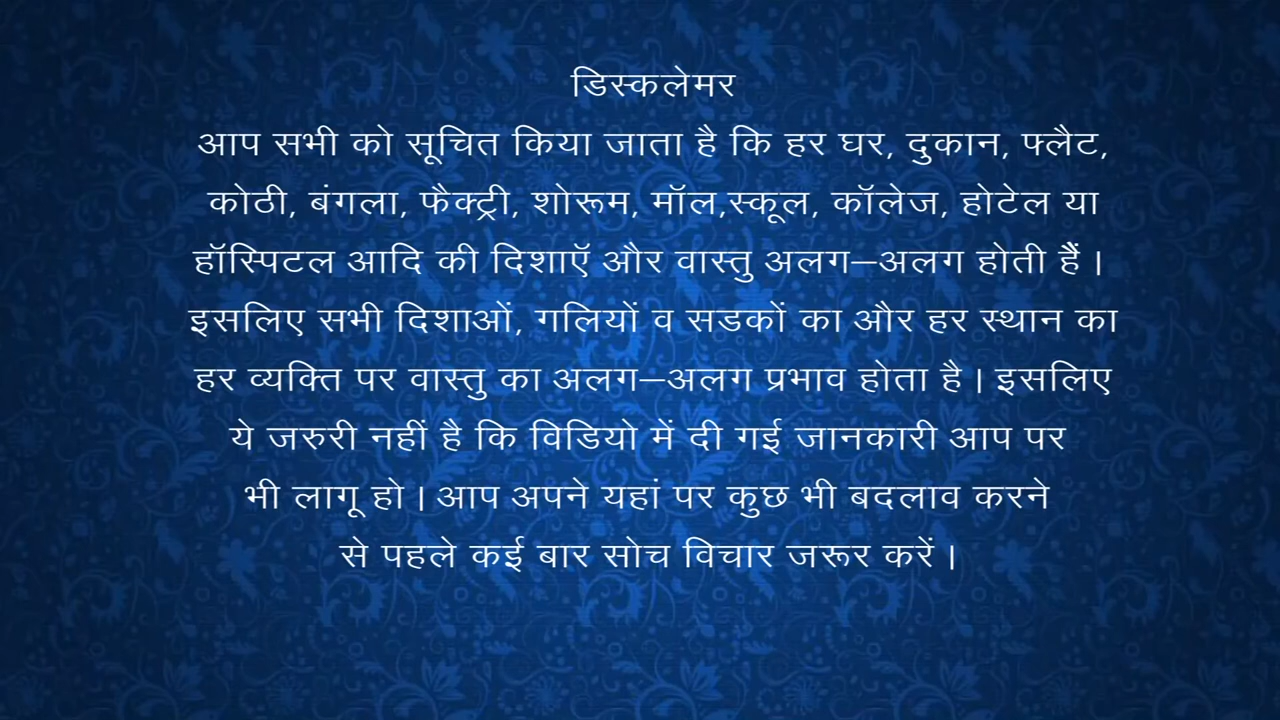 डिस्कलेमर
आप सभी को सूचित किया जाता है कि हर घर, दुकान, फ्लैट,
कोठी, बंगला, फैक्ट्री, शोरूम, मॉल,स्कूल, कॉलेज, होटेल या
हॉस्पिटल आदि की दिशाऍ और वास्तु अलग–अलग होती हैं ।
इसलिए सभी दिशाओं, गलियों व सडकों का और हर स्थान का
हर व्यक्ति पर वास्तु का अलग–अलग प्रभाव होता है । इसलिए
ये जरुरी नहीं है कि विडियो में दी गई जानकारी आप पर
भी लागू हो । आप अपने यहां पर कुछ भी बदलाव करने
से पहले कई बार सोच विचार जरूर करें ।